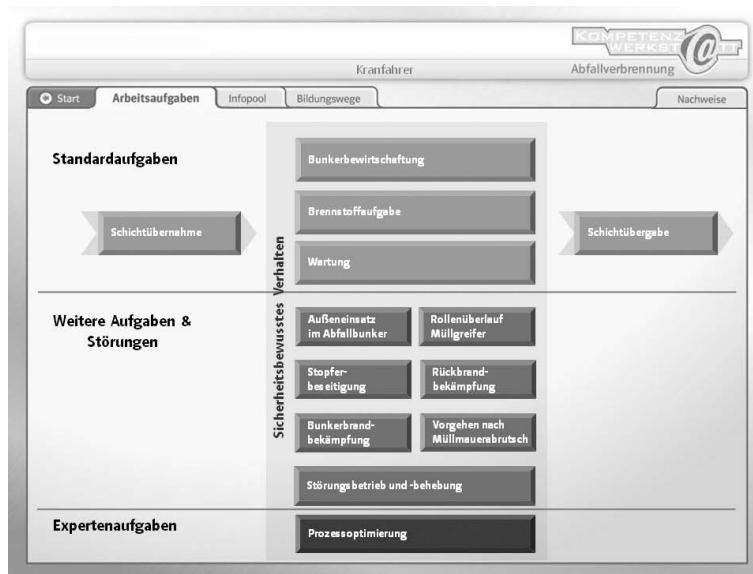 KOMPETENZ
WERKST@TT
Kranfahrer
Abfallverbrennung
Start
Arbeitsaufgaben
Infopool
Bildungswege
Nachweise
Standardaufgaben
Schichtübernahme
Sicherheitsbewusstes Verhalten
Bunkerbewirtschaftung
Brennstoffaufgabe
Wartung
Schichtübergabe
Weitere Aufgaben &
Störungen
Außeneinsatz
im Abfallbunker
Rollenüberlauf
Müllgreifer
Stopfer-
beseitigung
Rückbrand-
bekämpfung
Bunkerbrand-
bekämpfung
Vorgehen nach
Müllmauerabrutsch
Störungsbetrieb und -behebung
Expertenaufgaben
Prozessoptimierung